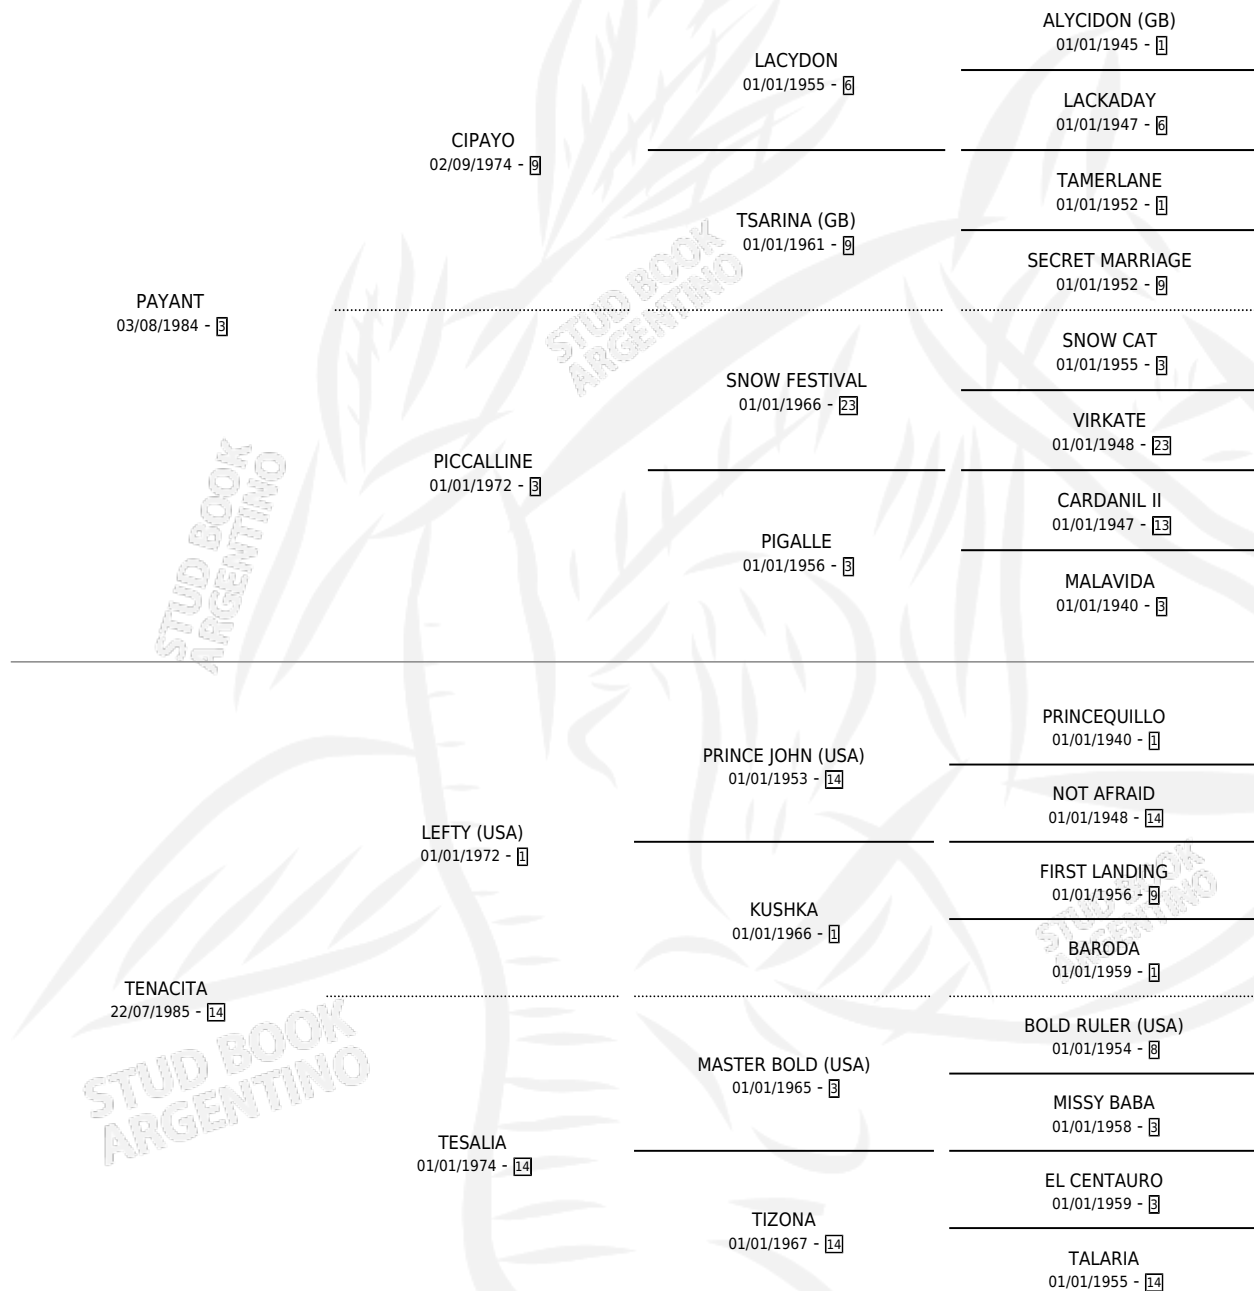 ALYCIDON (GB)
01/01/1945 - 1
LACYDON
01/01/1955 - 6
LACKADAY
01/01/1947 - 6
CIPAYO
02/09/1974 - 9
TAMERLANE
01/01/1952 - 1
TSARINA (GB)
01/01/1961 - 9
SECRET MARRIAGE
01/01/1952 - 9
PAYANT
03/08/1984 - 3
SNOW CAT
01/01/1955 - 3
SNOW FESTIVAL
01/01/1966 - 23
VIRKATE
01/01/1948 - 23
PICCALLINE
01/01/1972 - 3
CARDANIL II
01/01/1947 - 13
PIGALLE
01/01/1956 - 3
MALAVIDA
01/01/1940 - 3
PRINCEQUILLO
01/01/1940 - 1
PRINCE JOHN (USA)
01/01/1953 - 14
NOT AFRAID
01/01/1948 - 14
LEFTY (USA)
01/01/1972 - 1
FIRST LANDING
01/01/1956 - 9
KUSHKA
01/01/1966 - 1
BARODA
01/01/1959 - 1
TENACITA
22/07/1985 - 14
BOLD RULER (USA)
01/01/1954 - 8
MASTER BOLD (USA)
01/01/1965 - 3
MISSY BABA
01/01/1958 - 3
TESALIA
01/01/1974 - 14
EL CENTAURO
01/01/1959 - 3
TIZONA
01/01/1967 - 14
TALARIA
01/01/1955 - 14
STUD BOOK
ARGENTINO
STUD BOOK
ARGENTINO
STUD BOOK
ARGENTINO
STUD BOOK
ARGENTINO